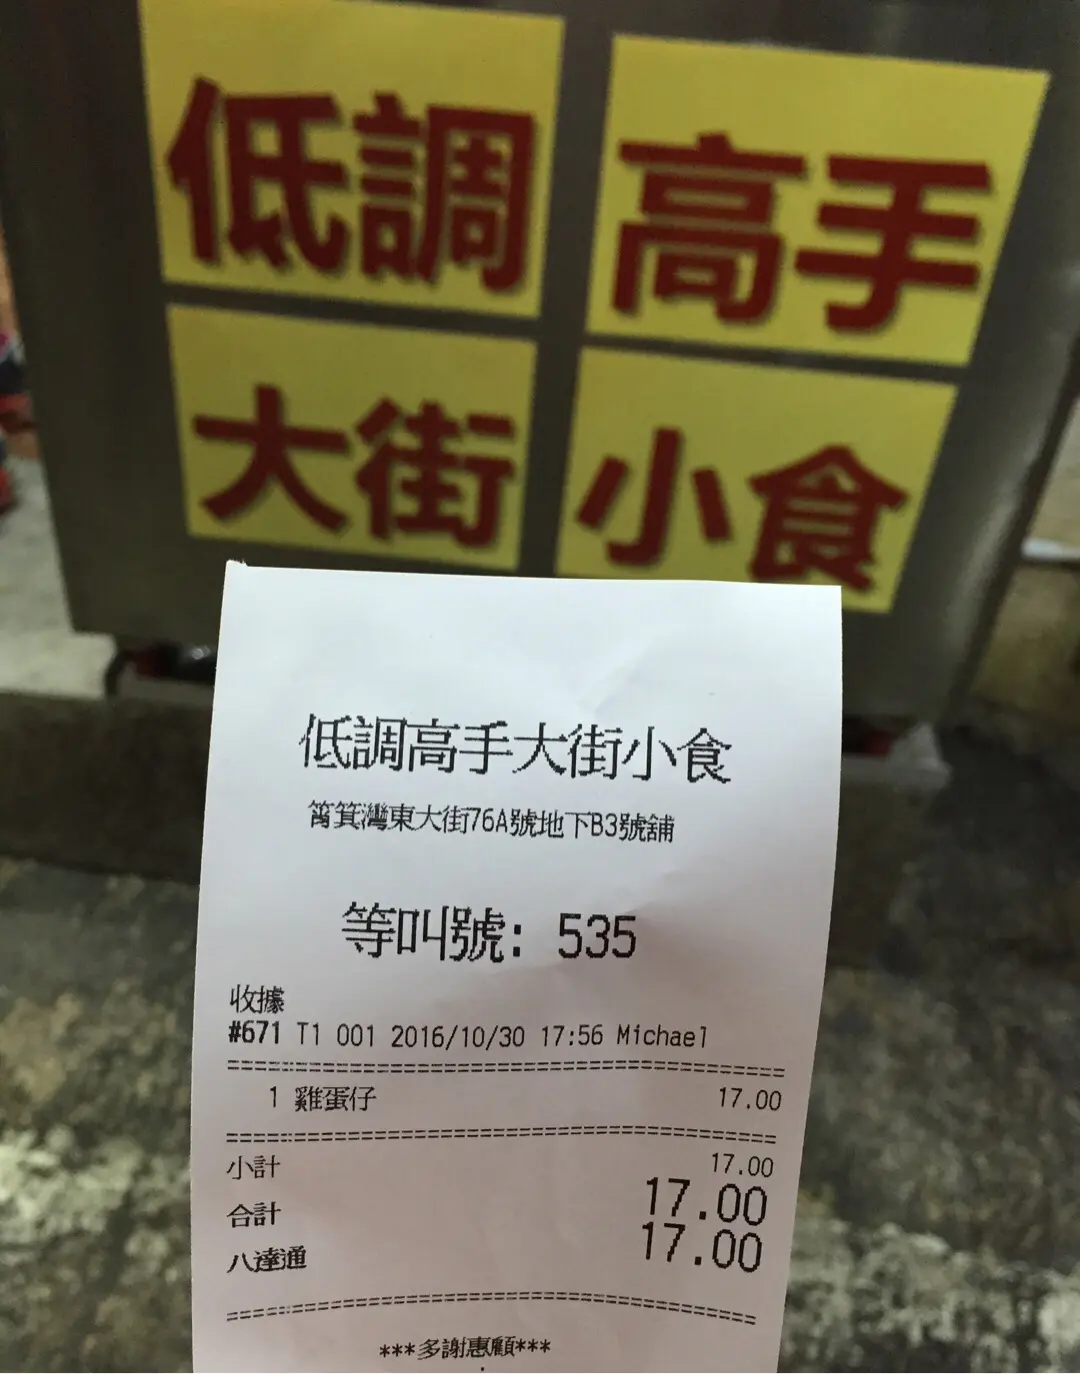 低調 高手
大街 小食
低調高手大街小食
筲箕灣東大街76A號地下B3號舖
等叫號: 535
收據
#671 T1 001 2016/10/30 17:56 Michael
==========================================
1 雞蛋仔 17.00
==========================================
小計 17.00
合計 17.00
八達通 17.00
==========================================
***多謝惠顧***